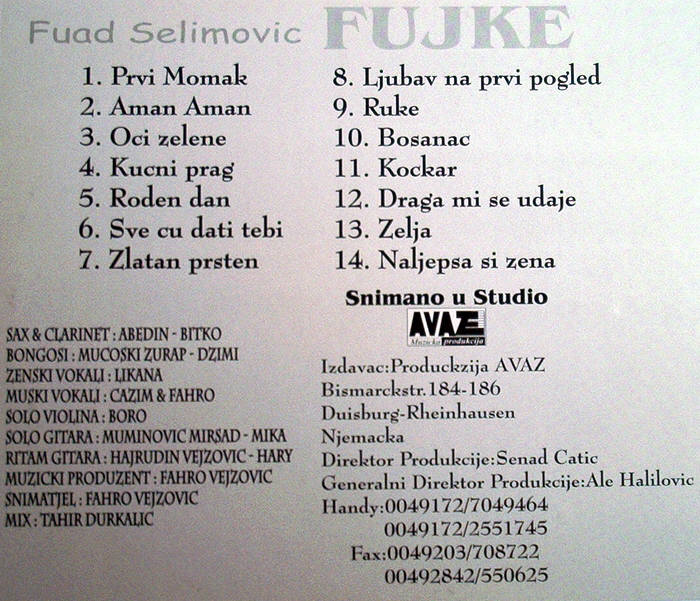 Fuad Selimovic FUJKE
1. Prvi Momak
2. Aman Aman
3. Oci zelene
4. Kucni prag
5. Roden dan
6. Sve cu dati tebi
7. Zlatan prsten
8. Ljubav na prvi pogled
9. Ruke
10. Bosanac
11. Kockar
12. Draga mi se udaje
13. Zelja
14. Naljepsa si zena
Snimano u Studio
AVAZ
Muzicka produkcija
SAX & CLARINET : ABEDIN - BITKO
BONGOSI : MUCOSKI ZURAP - DZIMI
ZENSKI VOKALI : LIKANA
MUSKI VOKALI : CAZIM & FAHRO
SOLO VIOLINA : BORO
SOLO GITARA : MUMINOVIC MIRSAD - MIKA
RITAM GITARA : HAJRUDIN VEJZOVIC - HARY
MUZICKI PRODUZENT : FAHRO VEJZOVIC
SNIMATJEL : FAHRO VEJZOVIC
MIX : TAHIR DURKALIC
Izdavac:Produckzija AVAZ
Bismarckstr.184-186
Duisburg-Rheinhausen
Njemacka
Direktor Produkcije:Senad Catic
Generalni Direktor Produkcije:Ale Halilovic
Handy:0049172/7049464
0049172/2551745
Fax:0049203/708722
00492842/550625